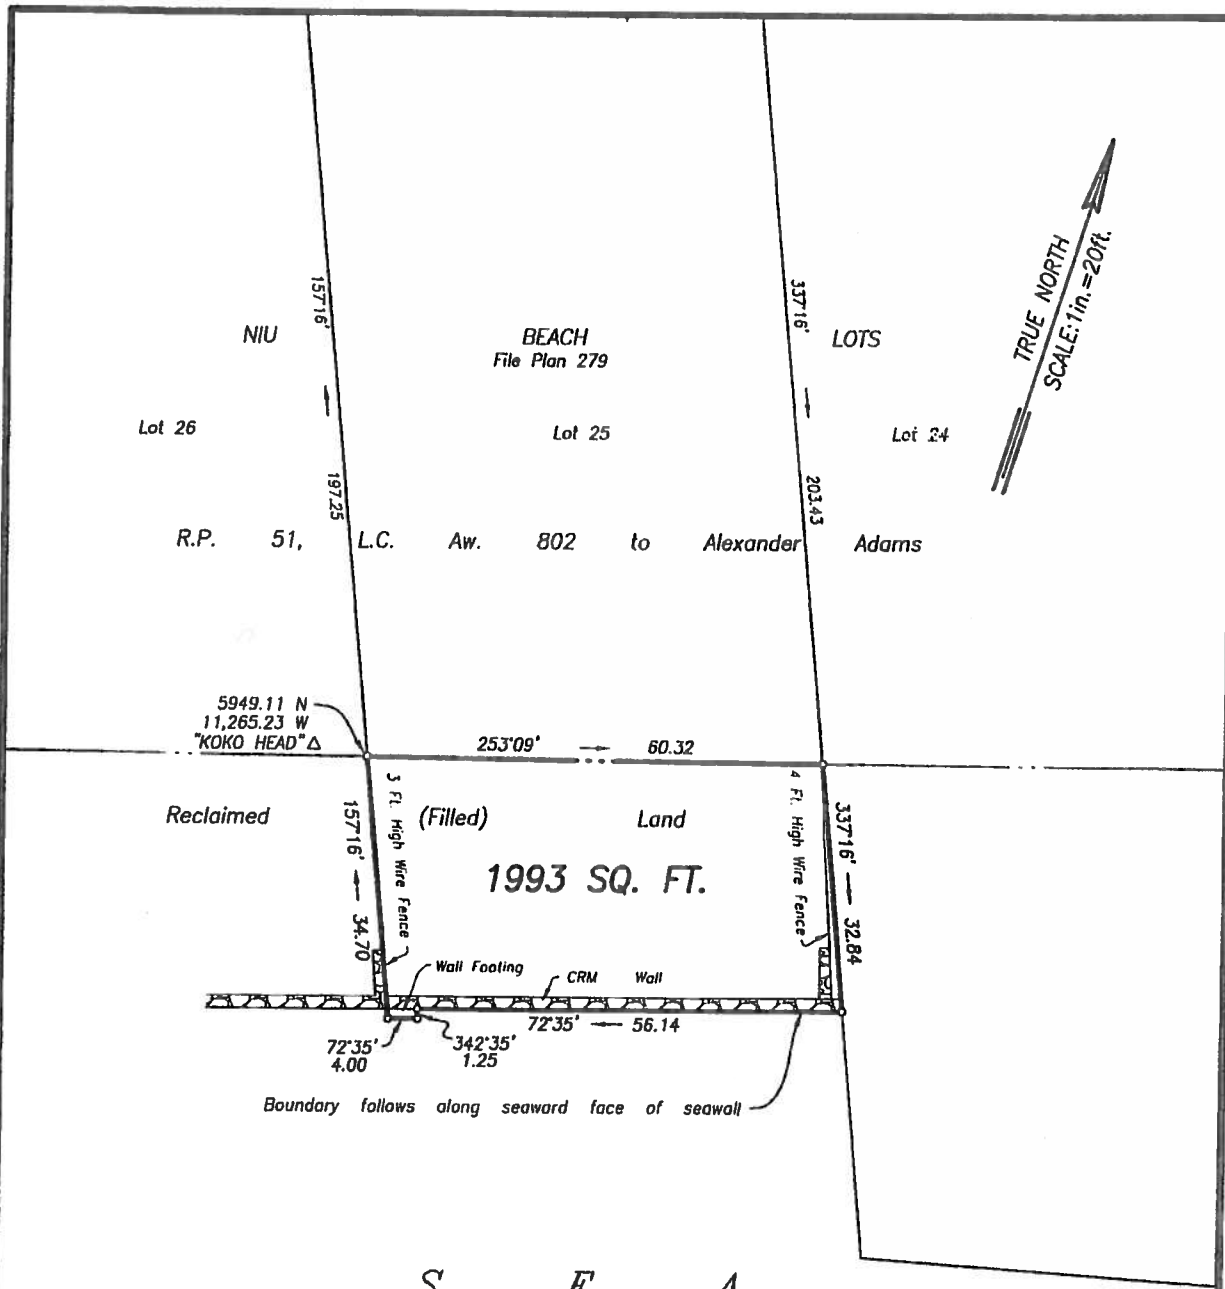 TRUE NORTH
SCALE: 1in.=20ft.
157°16'
337°16'
NIU BEACH LOTS
File Plan 279
Lot 26 Lot 25 Lot 24
197.25
203.43
R.P. 51, L.C. Aw. 802 to Alexander Adams
5949.11 N
11,265.23 W
"KOKO HEAD" △
253°09' 60.32
Reclaimed (Filled) Land
1993 SQ. FT.
157°16' 34.70
3 Ft. High Wire Fence
4 Ft. High Wire Fence
337°16' 32.84
Wall Footing
CRM Wall
72°35' 56.14
72°35'
4.00
342°35'
1.25
Boundary follows along seaward face of seawall
S E A